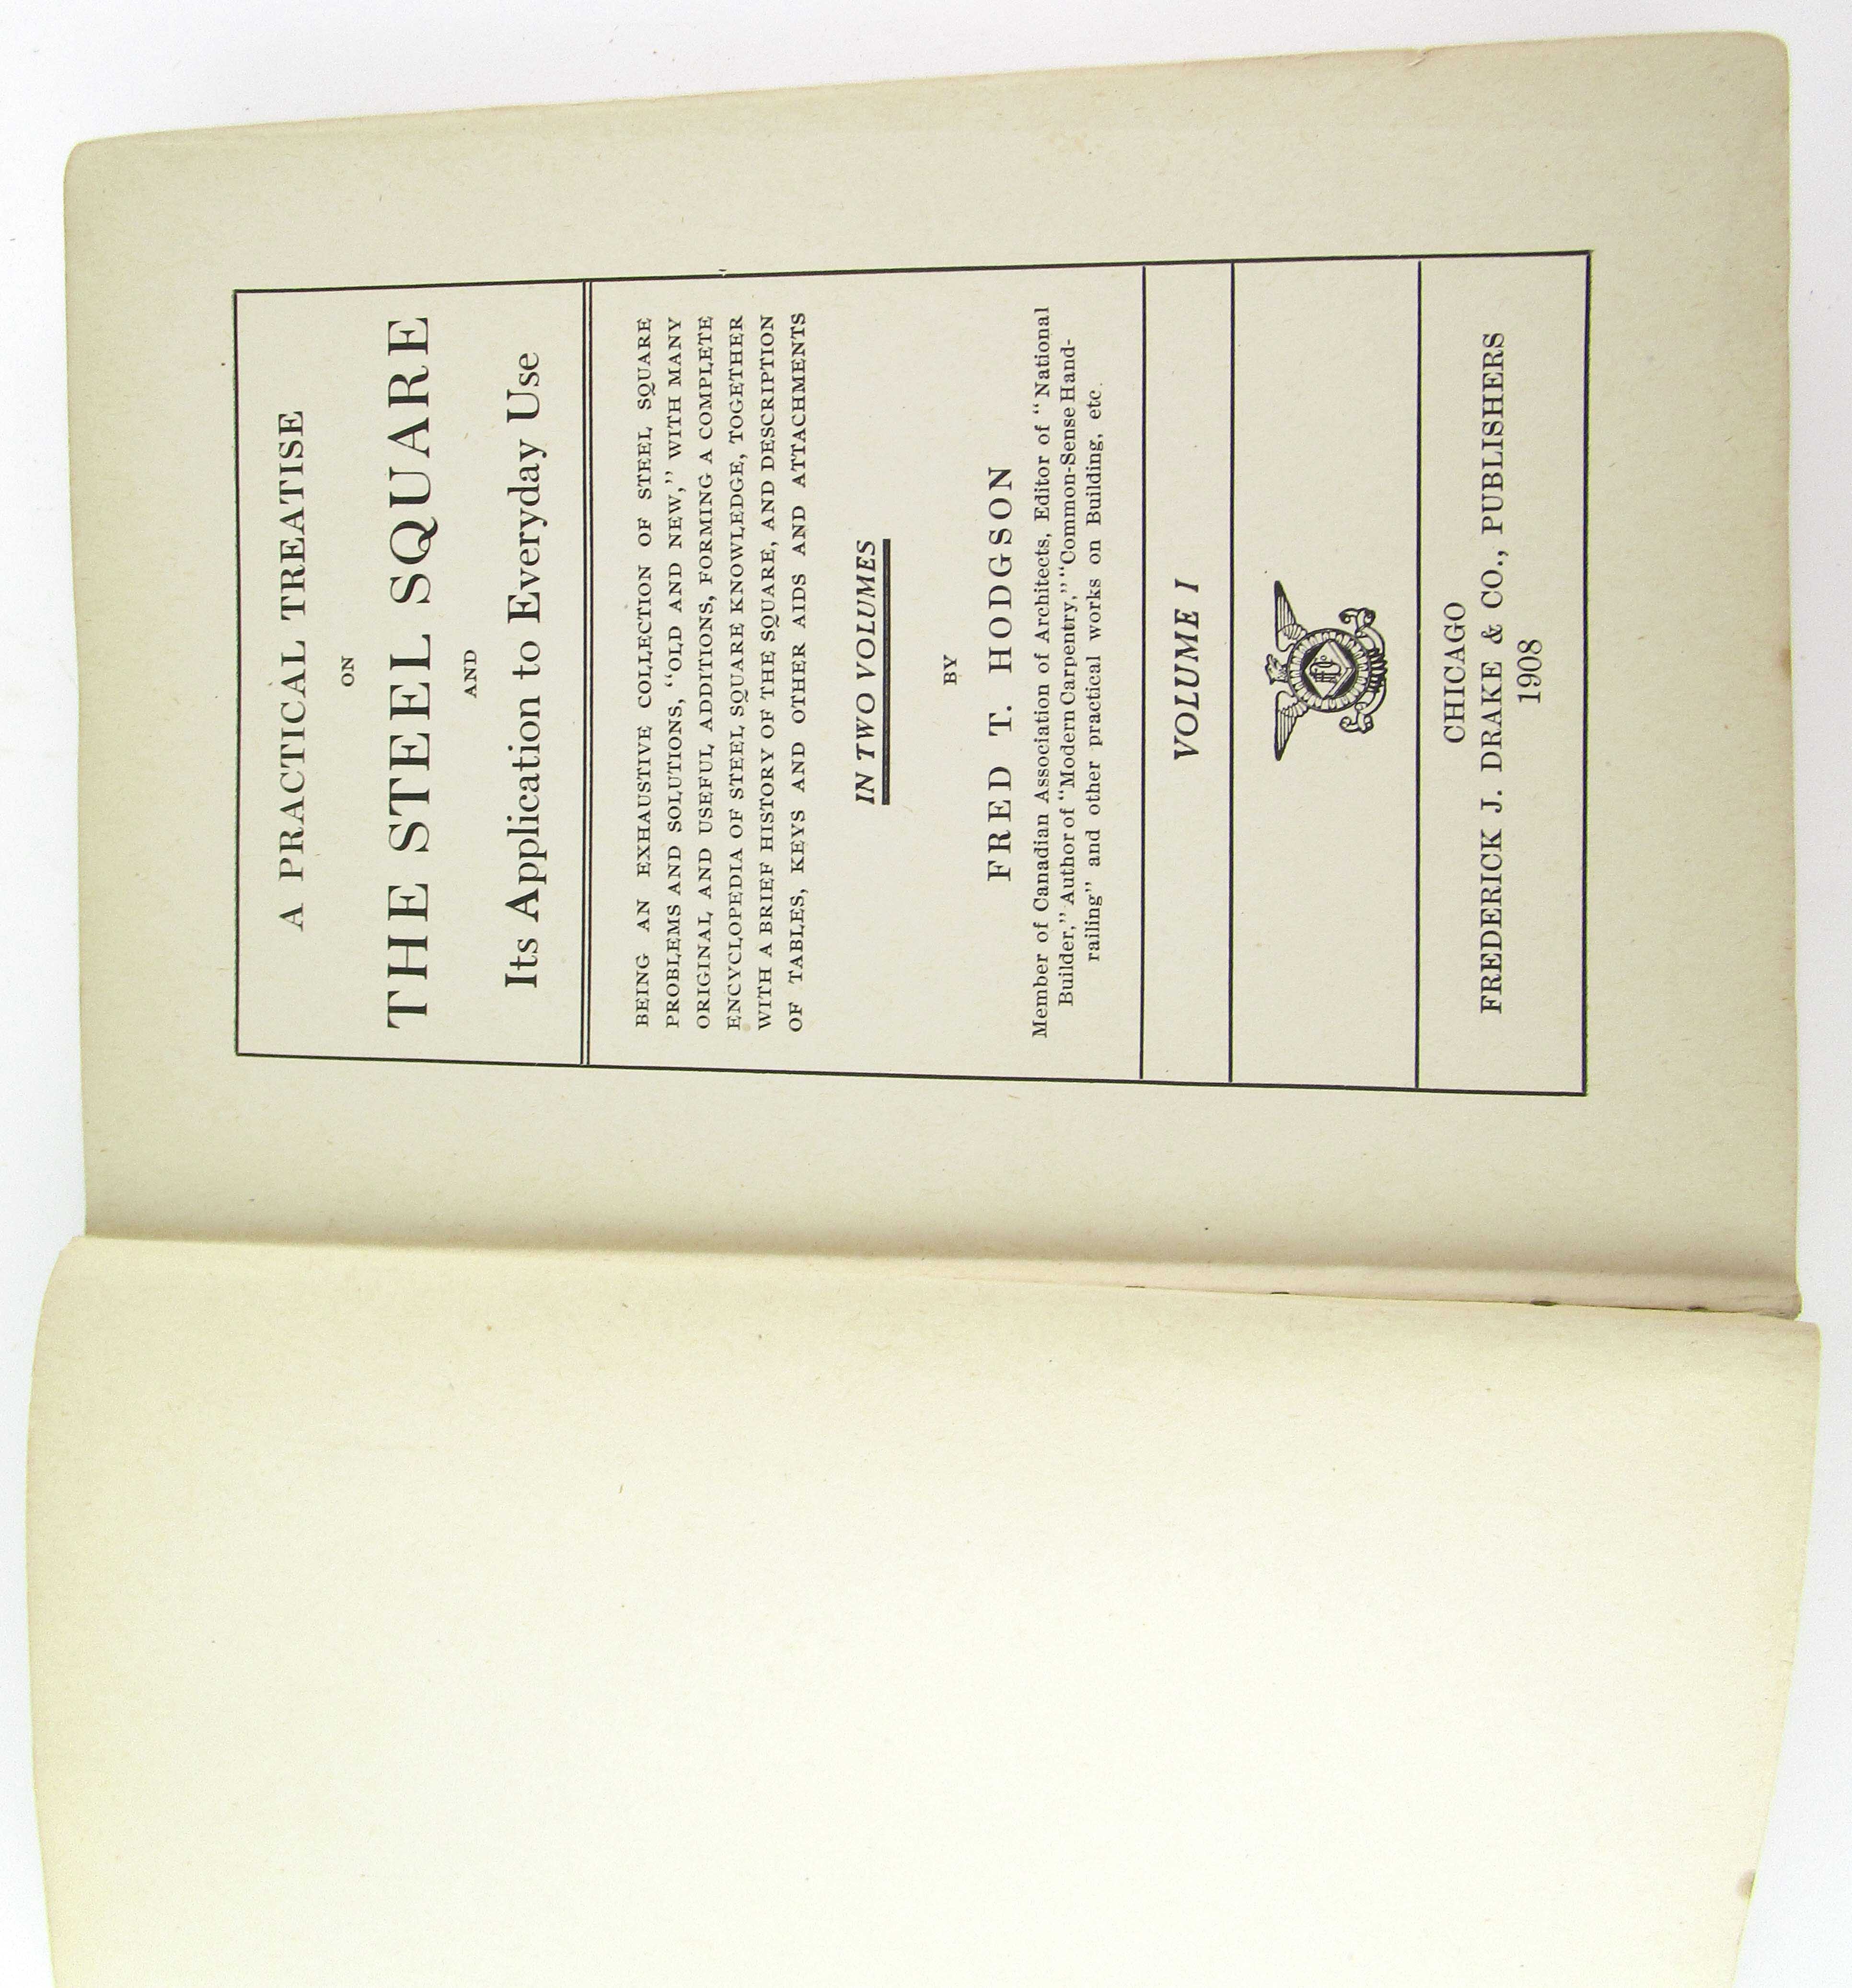 A PRACTICAL TREATISE
ON
THE STEEL SQUARE
AND
Its Application to Everyday Use
BEING AN EXHAUSTIVE COLLECTION OF STEEL SQUARE
PROBLEMS AND SOLUTIONS, “OLD AND NEW,” WITH MANY
ORIGINAL AND USEFUL ADDITIONS, FORMING A COMPLETE
ENCYCLOPEDIA OF STEEL SQUARE KNOWLEDGE, TOGETHER
WITH A BRIEF HISTORY OF THE SQUARE, AND DESCRIPTION
OF TABLES, KEYS AND OTHER AIDS AND ATTACHMENTS
IN TWO VOLUMES
BY
FRED T. HODGSON
Member of Canadian Association of Architects, Editor of “National
Builder,” Author of “Modern Carpentry,” “Common-Sense Hand-
railing” and other practical works on Building, etc.
VOLUME I
CHICAGO
FREDERICK J. DRAKE & CO., PUBLISHERS
1908